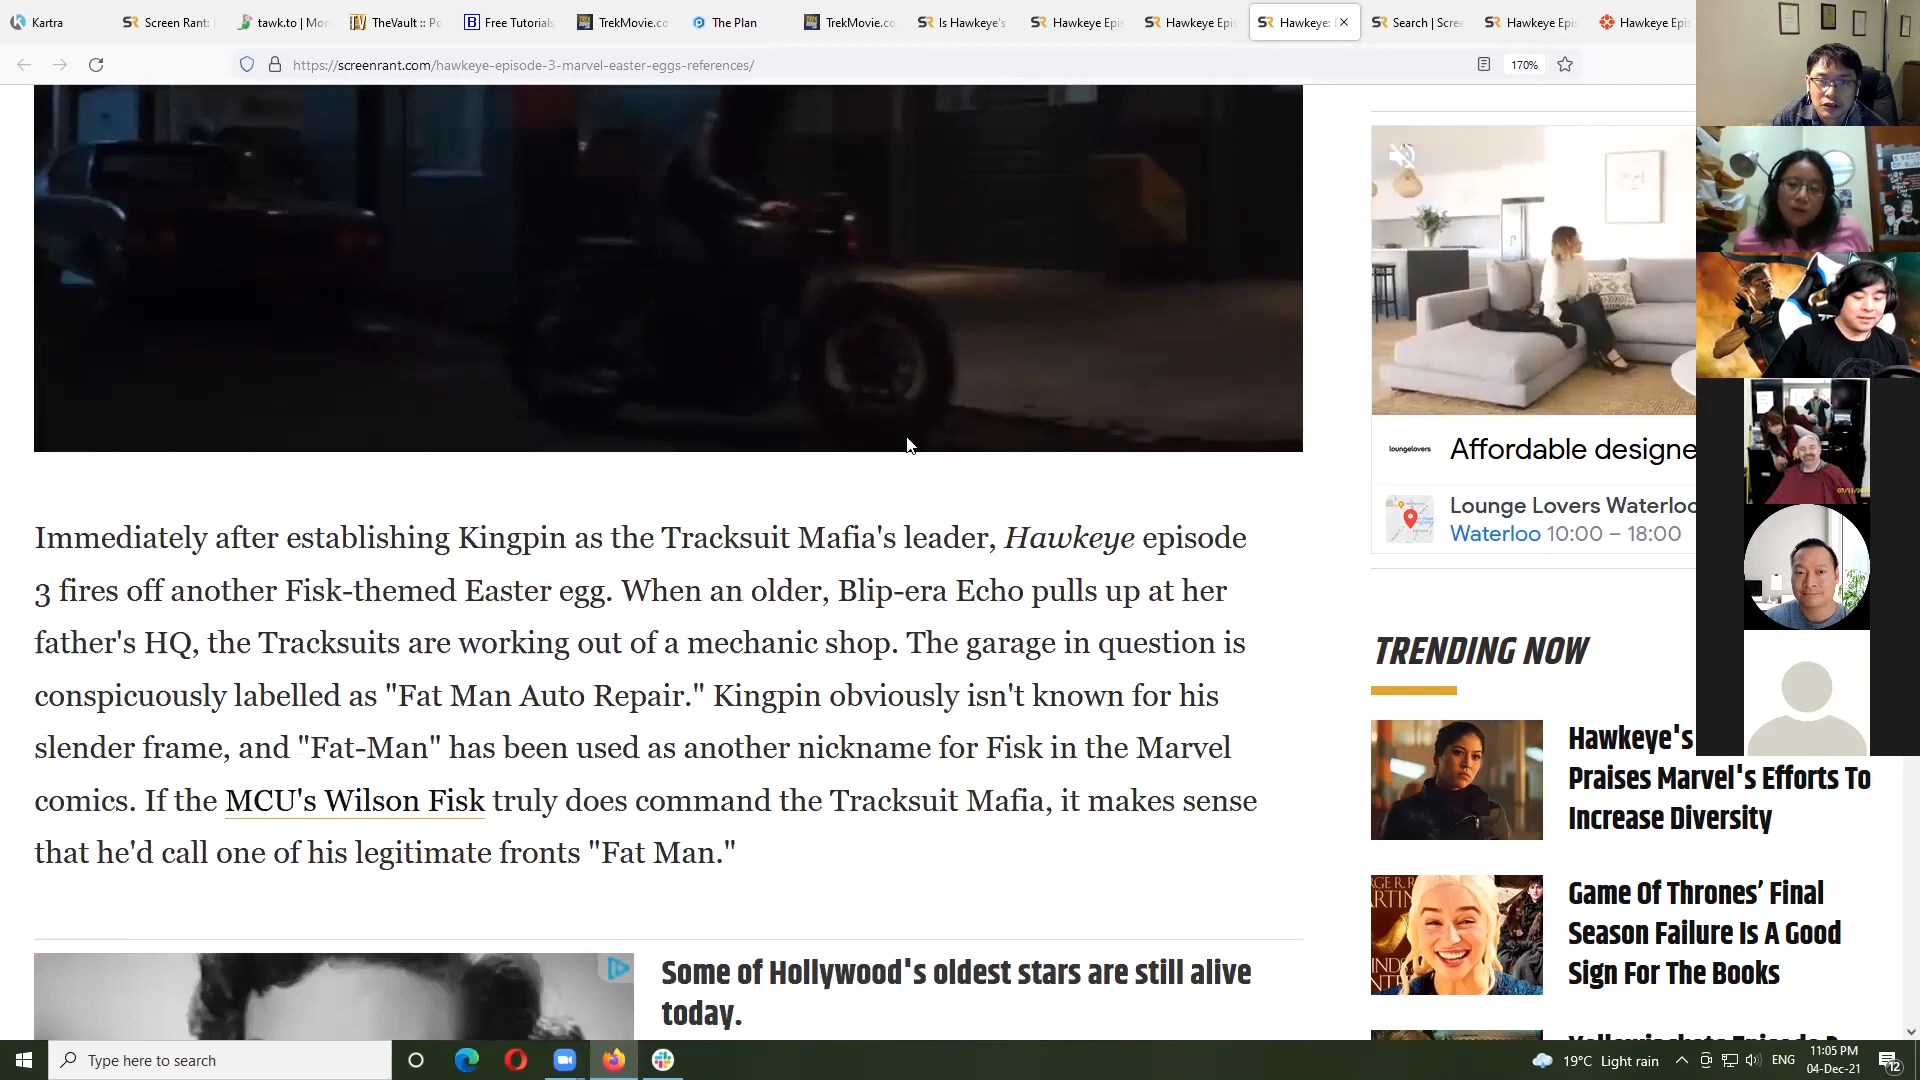 Kartra
Screen Rant:
tawk.to | Mo
TheVault :: Po
Free Tutorials
TrekMovie.co
The Plan
TrekMovie.co
Is Hawkeye's
Hawkeye Epi
Hawkeye Epi
Hawkeye:
Search | Scre
Hawkeye Epi
Hawkeye Epi
https://screenrant.com/hawkeye-episode-3-marvel-easter-eggs-references/
170%
Immediately after establishing Kingpin as the Tracksuit Mafia's leader, Hawkeye episode
3 fires off another Fisk-themed Easter egg. When an older, Blip-era Echo pulls up at her
father's HQ, the Tracksuits are working out of a mechanic shop. The garage in question is
conspicuously labelled as "Fat Man Auto Repair." Kingpin obviously isn't known for his
slender frame, and "Fat-Man" has been used as another nickname for Fisk in the Marvel
comics. If the MCU's Wilson Fisk truly does command the Tracksuit Mafia, it makes sense
that he'd call one of his legitimate fronts "Fat Man."
Some of Hollywood's oldest stars are still alive
today.
loungelovers
Affordable designe
Lounge Lovers Waterloo
Waterloo 10:00 – 18:00
TRENDING NOW
Hawkeye's
Praises Marvel's Efforts To
Increase Diversity
Game Of Thrones' Final
Season Failure Is A Good
Sign For The Books
Type here to search
19°C Light rain
ENG
11:05 PM
04-Dec-21
12